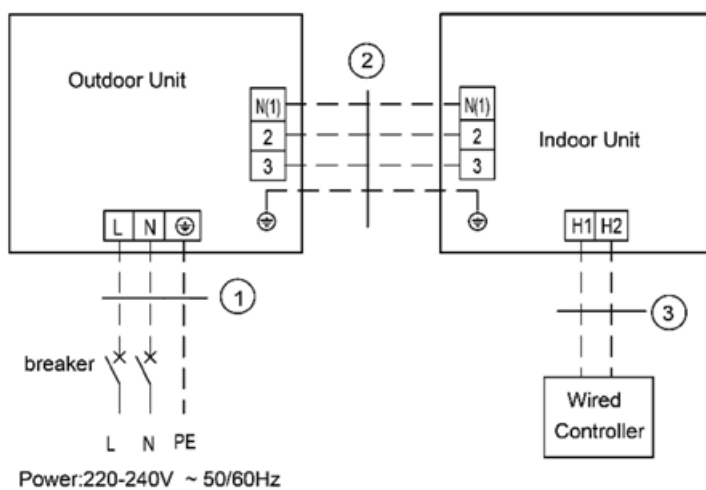 ②
Outdoor Unit
N(1)
2
3
N(1)
2
3
Indoor Unit
L N
H1 H2
①
③
breaker
L N PE
Wired
Controller
Power:220-240V ~ 50/60Hz